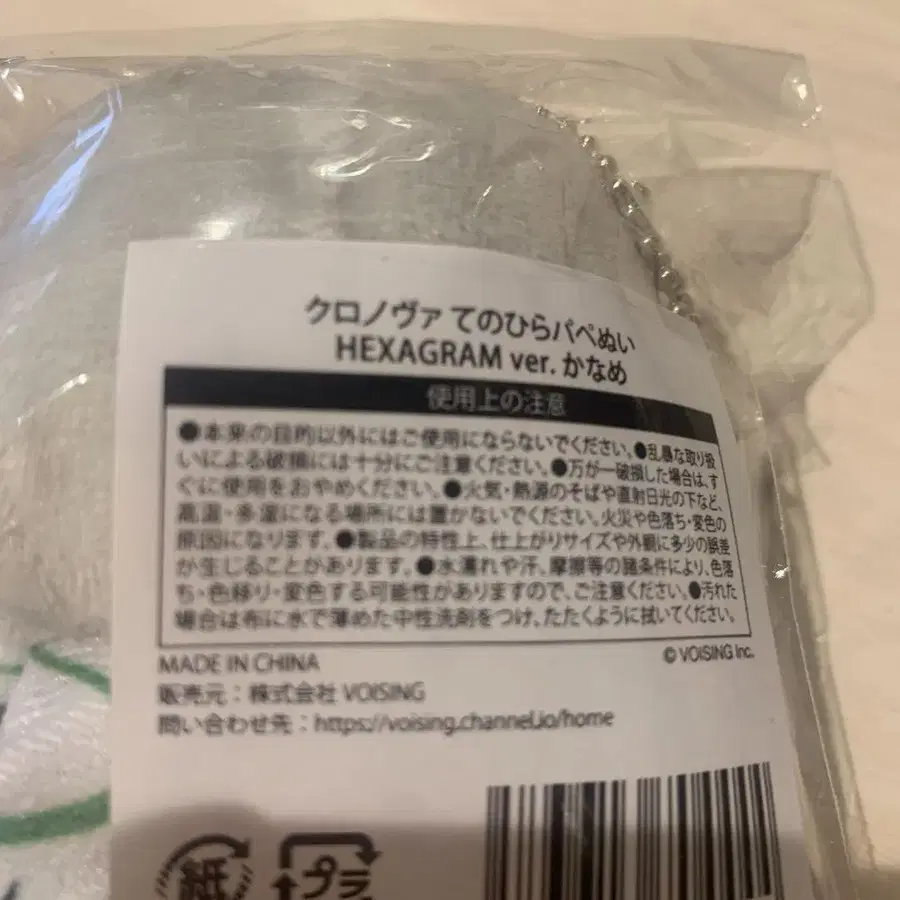 クロノヴァ てのひらパペぬい
HEXAGRAM ver. かなめ
使用上の注意
●本来の目的以外にはご使用にならないでください。●乱暴な取り扱
いによる破損には十分にご注意ください。●万が一破損した場合は、す
ぐに使用をおやめください。●火気・熱源のそばや直射日光の下など、
高温・多湿になる場所には置かないでください。火災や色落ち・変色の
原因になります。●製品の特性上、仕上がりサイズや外観に多少の誤差
が生じることがあります。●水濡れや汗、摩擦等の諸条件により、色落
ち・色移り・変色する可能性がありますので、ご注意ください。●汚れた
場合は布に水で薄めた中性洗剤をつけ、たたくように拭いてください。
© VOISING Inc.
MADE IN CHINA
販売元：株式会社 VOISING
問い合わせ先：https://voising.channel.io/home
紙
プラ